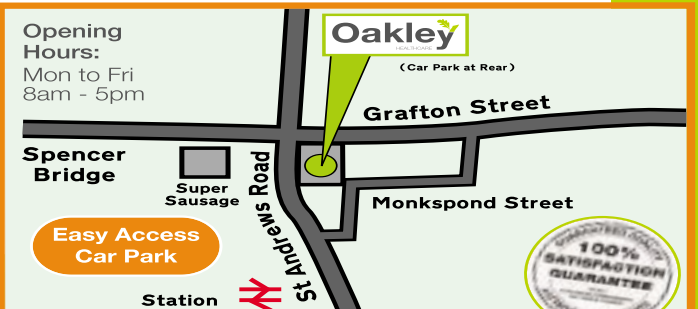 Opening
Hours:
Mon to Fri
8am - 5pm
Oakley
HEALTHCARE
(Car Park at Rear)
Grafton Street
Spencer
Bridge
Super
Sausage
St Andrews Road
Monkspond Street
Easy Access
Car Park
Station
100%
SATISFACTION
GUARANTEE